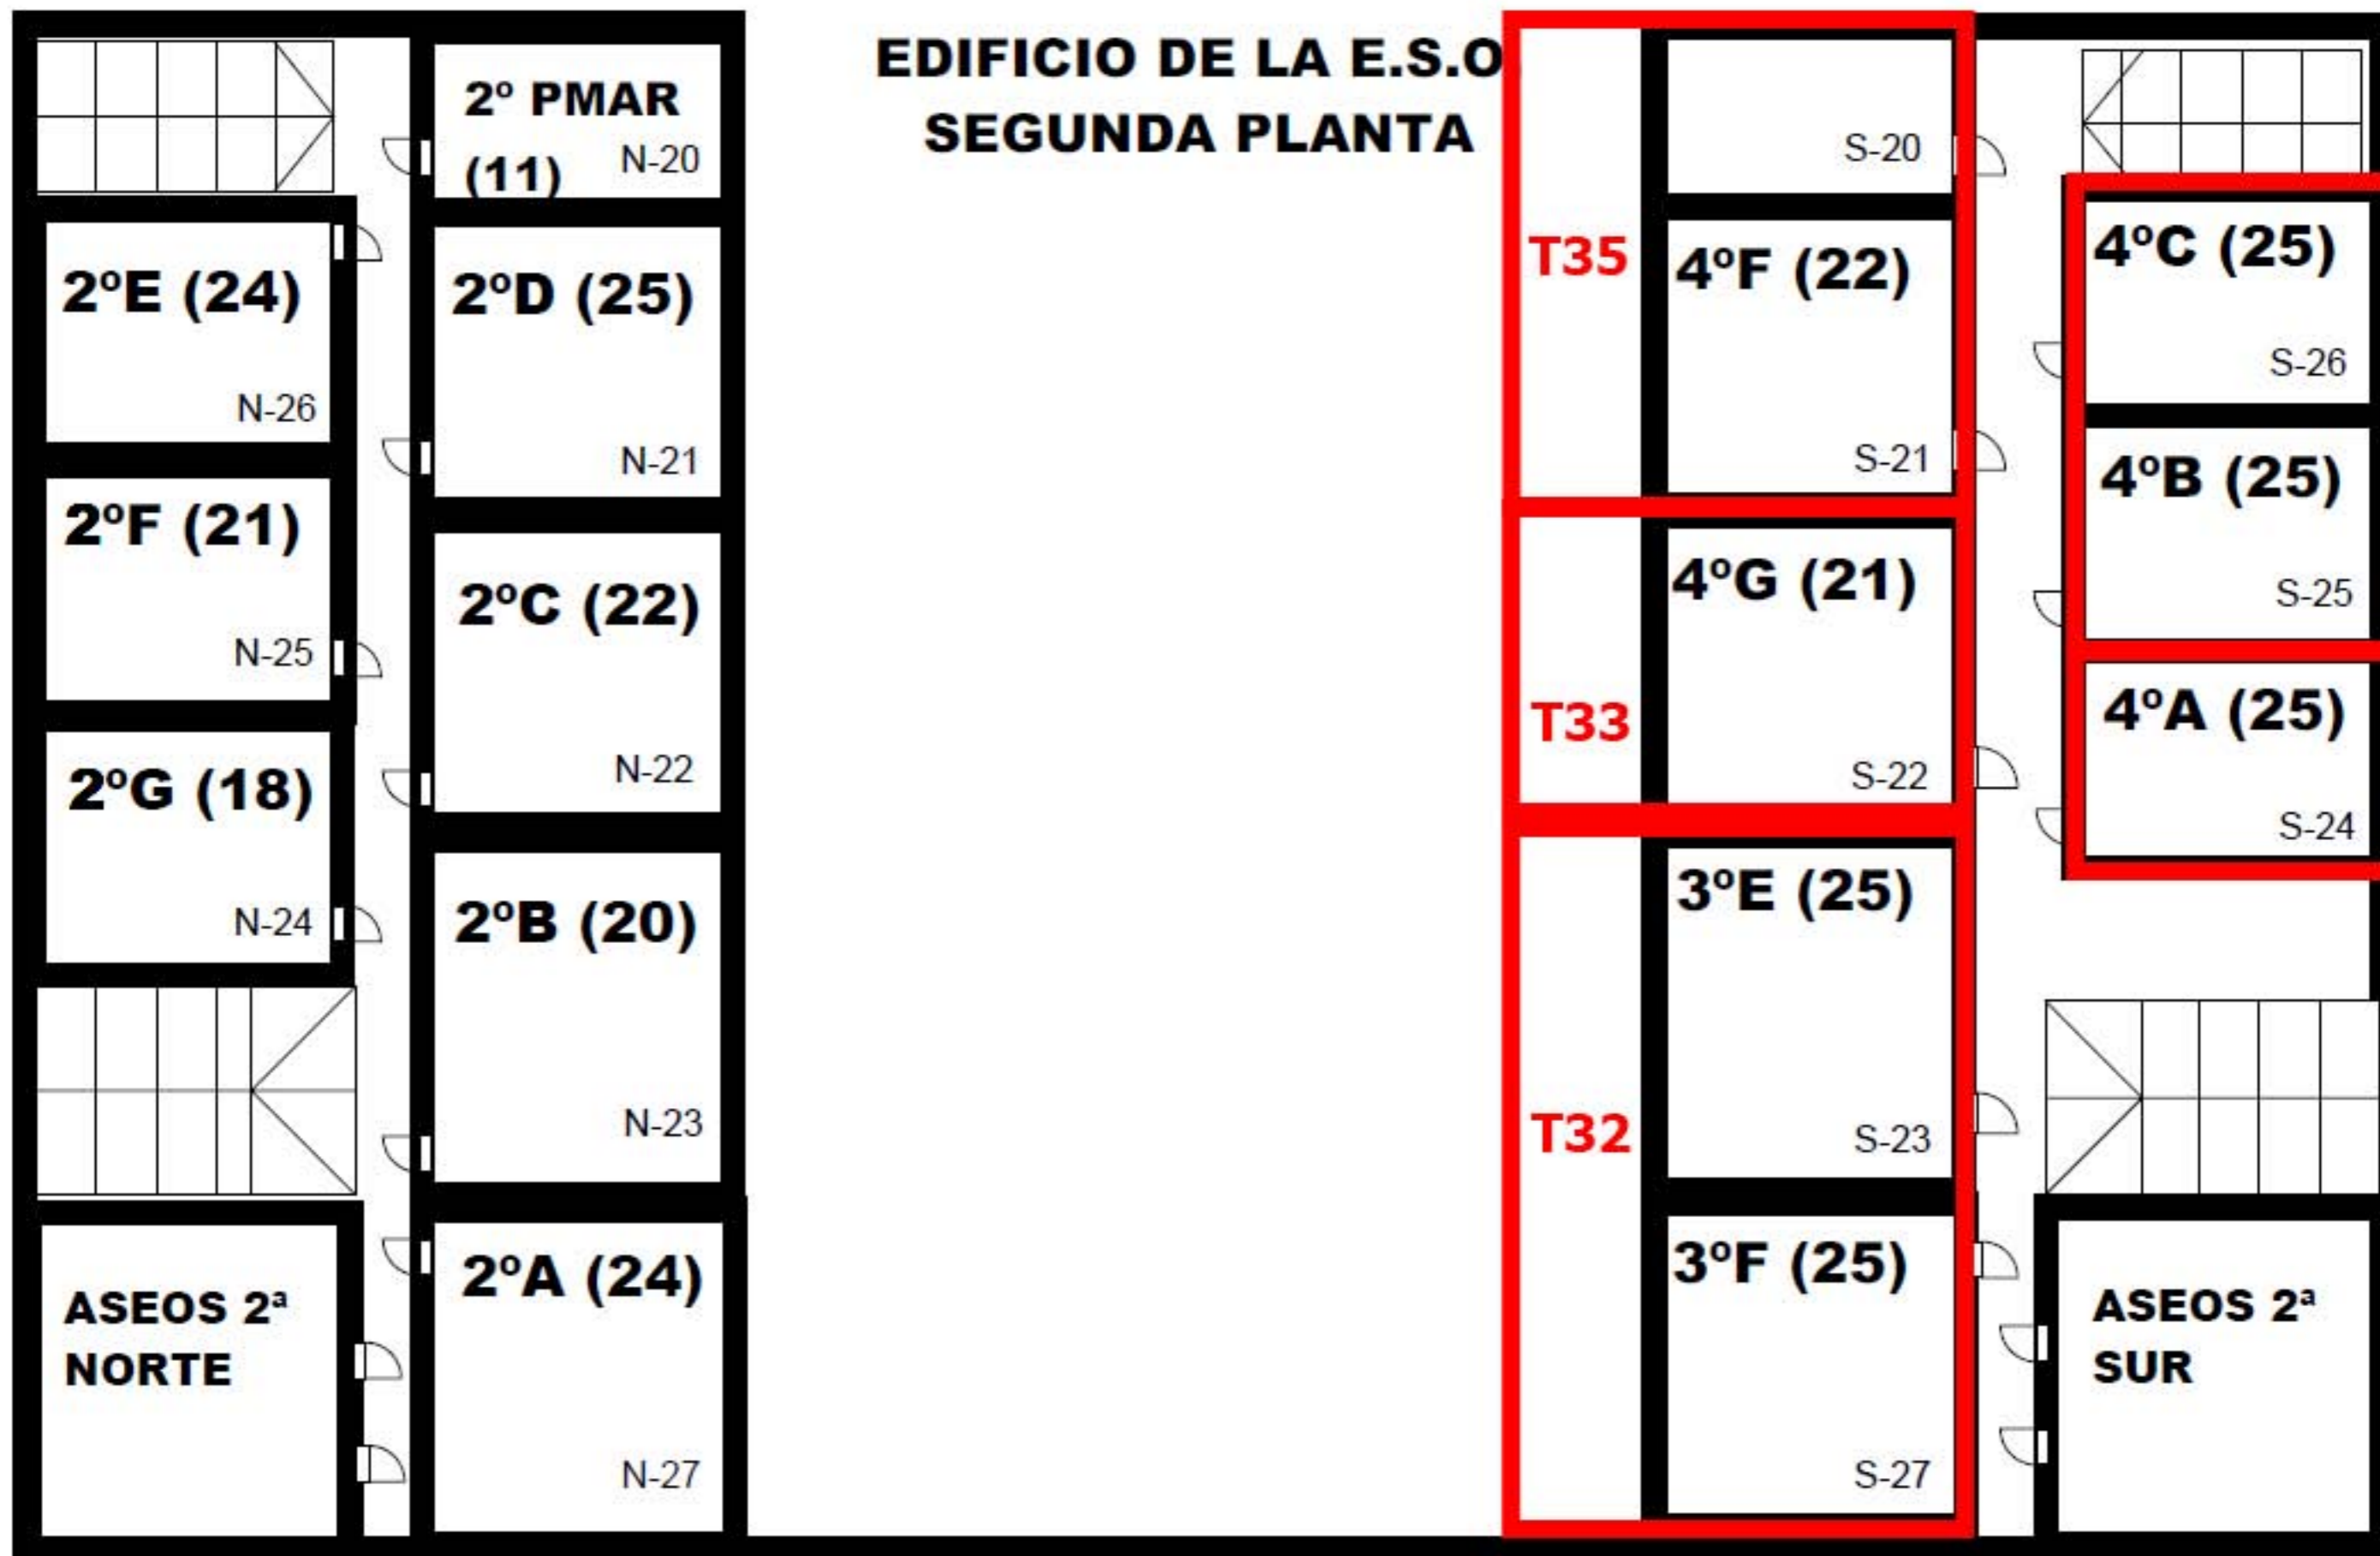 EDIFICIO DE LA E.S.O
SEGUNDA PLANTA
2º PMAR
(11) N-20
2ºE (24)
N-26
2ºD (25)
N-21
2ºF (21)
N-25
2ºC (22)
N-22
2ºG (18)
N-24
2ºB (20)
N-23
ASEOS 2ª
NORTE
2ºA (24)
N-27
S-20
T35
4ºF (22)
S-21
4ºC (25)
S-26
4ºB (25)
S-25
T33
4ºG (21)
S-22
4ºA (25)
S-24
T32
3ºE (25)
S-23
3ºF (25)
S-27
ASEOS 2ª
SUR